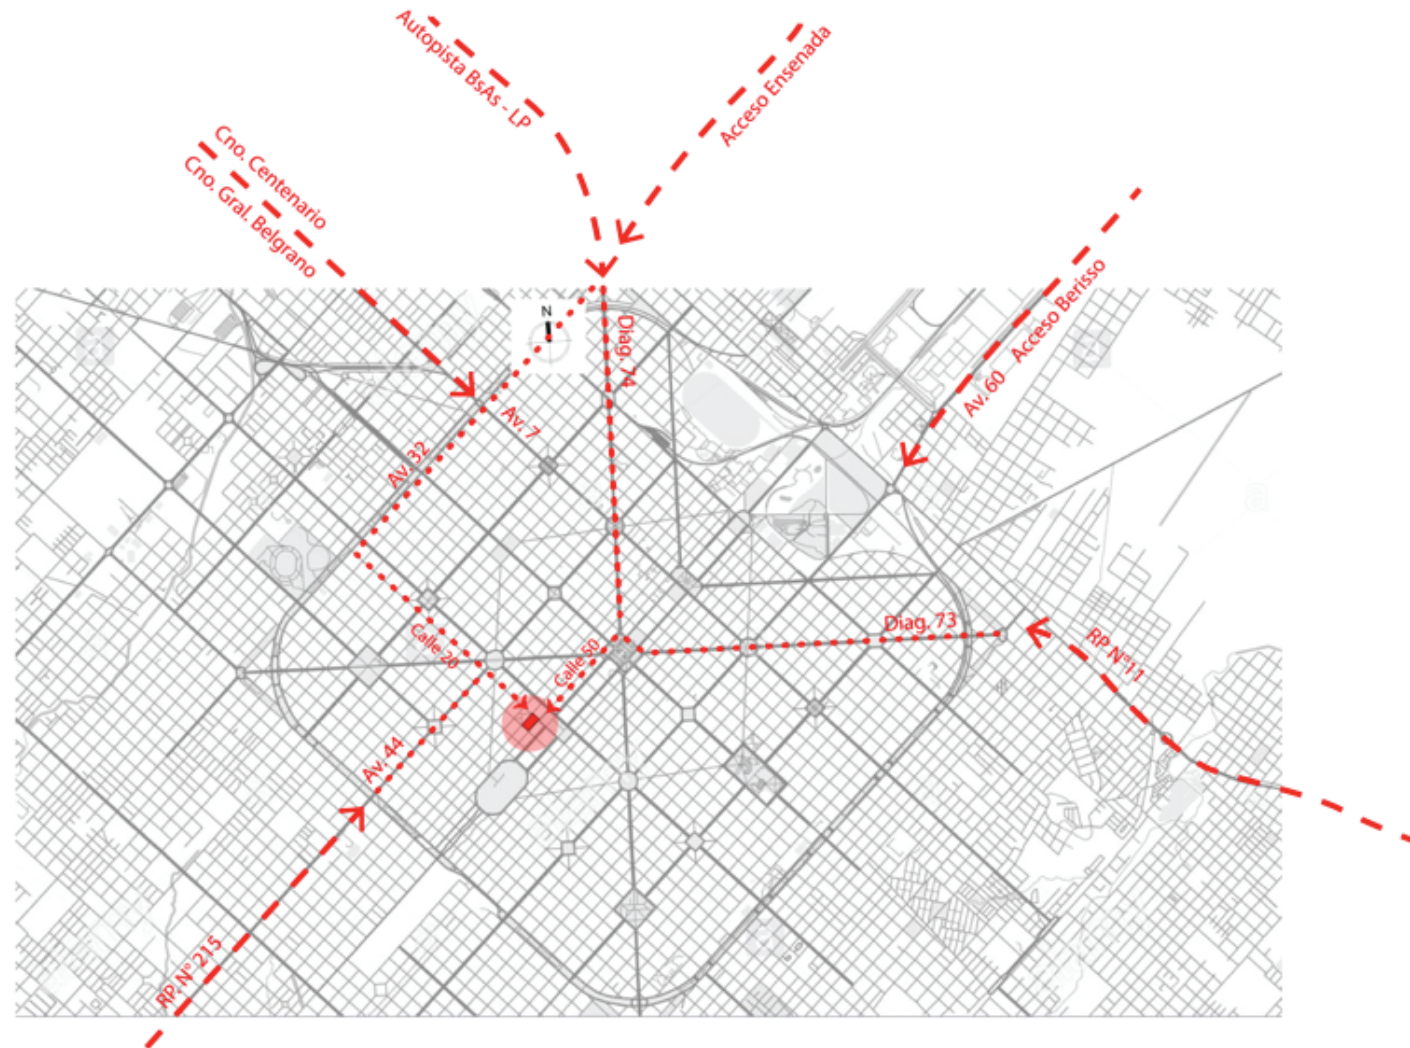 Autopista BsAs - LP
Acceso Ensenada
Cno. Centenario
Cno. Gral. Belgrano
Acceso Berisso
N
Diag. 74
Av. 60
Av. 7
Av. 32
Calle 20
Calle 50
Diag. 73
RP N°11
Av. 44
RP. N° 215